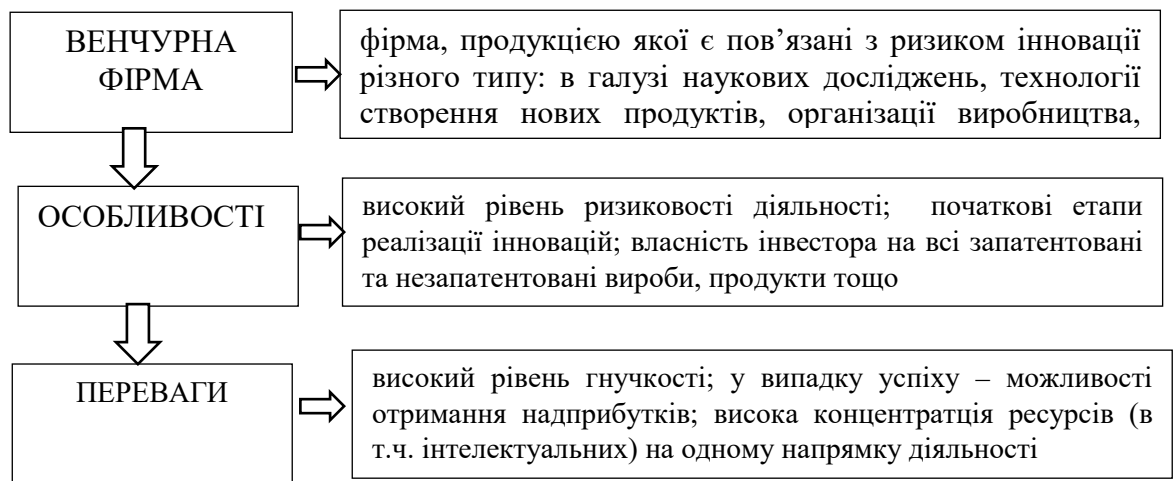 ВЕНЧУРНА
ФІРМА
фірма, продукцією якої є пов’язані з ризиком інновації
різного типу: в галузі наукових досліджень, технології
створення нових продуктів, організації виробництва,
ОСОБЛИВОСТІ
високий рівень ризиковості діяльності; початкові етапи
реалізації інновацій; власність інвестора на всі запатентовані
та незапатентовані вироби, продукти тощо
ПЕРЕВАГИ
високий рівень гнучкості; у випадку успіху – можливості
отримання надприбутків; висока концентратція ресурсів (в
т.ч. інтелектуальних) на одному напрямку діяльності